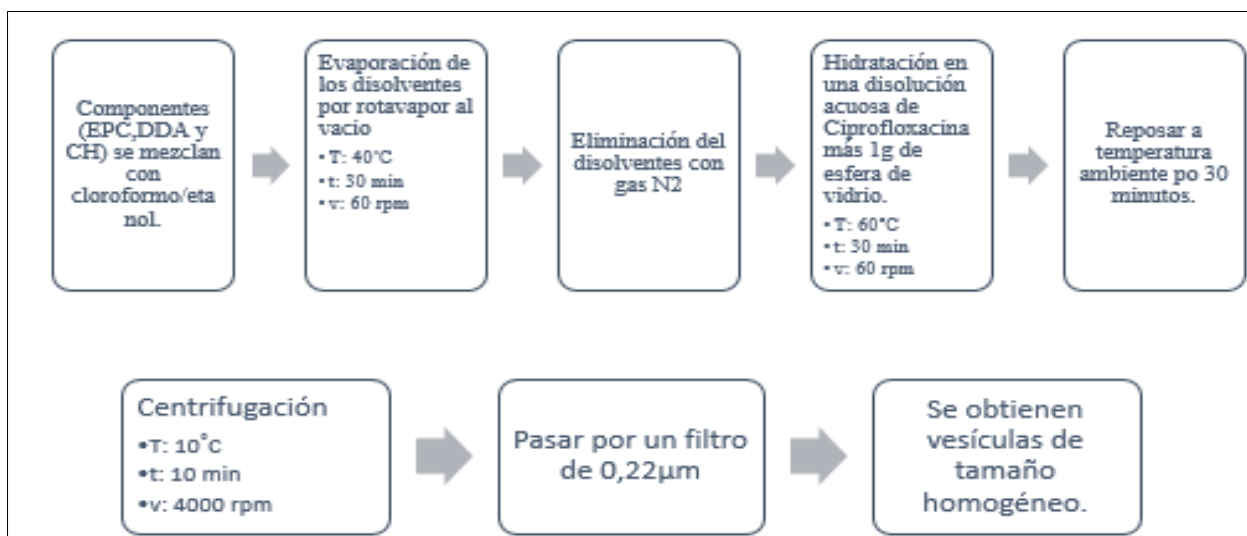 Componentes
(EPC,DDA y
CH) se mezclan
con
cloroformo/eta
nol.
Evaporación de
los disolventes
por rotavapor al
vacio
• T: 40°C
• t: 30 min
• v: 60 rpm
Eliminación del
disolventes con
gas N2
Hidratación en
una disolución
acuosa de
Ciprofloxacina
más 1g de
esfera de
vidrio.
• T: 60°C
• t: 30 min
• v: 60 rpm
Reposar a
temperatura
ambiente po 30
minutos.
Centrifugación
•T: 10°C
•t: 10 min
•v: 4000 rpm
Pasar por un filtro
de 0,22μm
Se obtienen
vesículas de
tamaño
homogéneo.